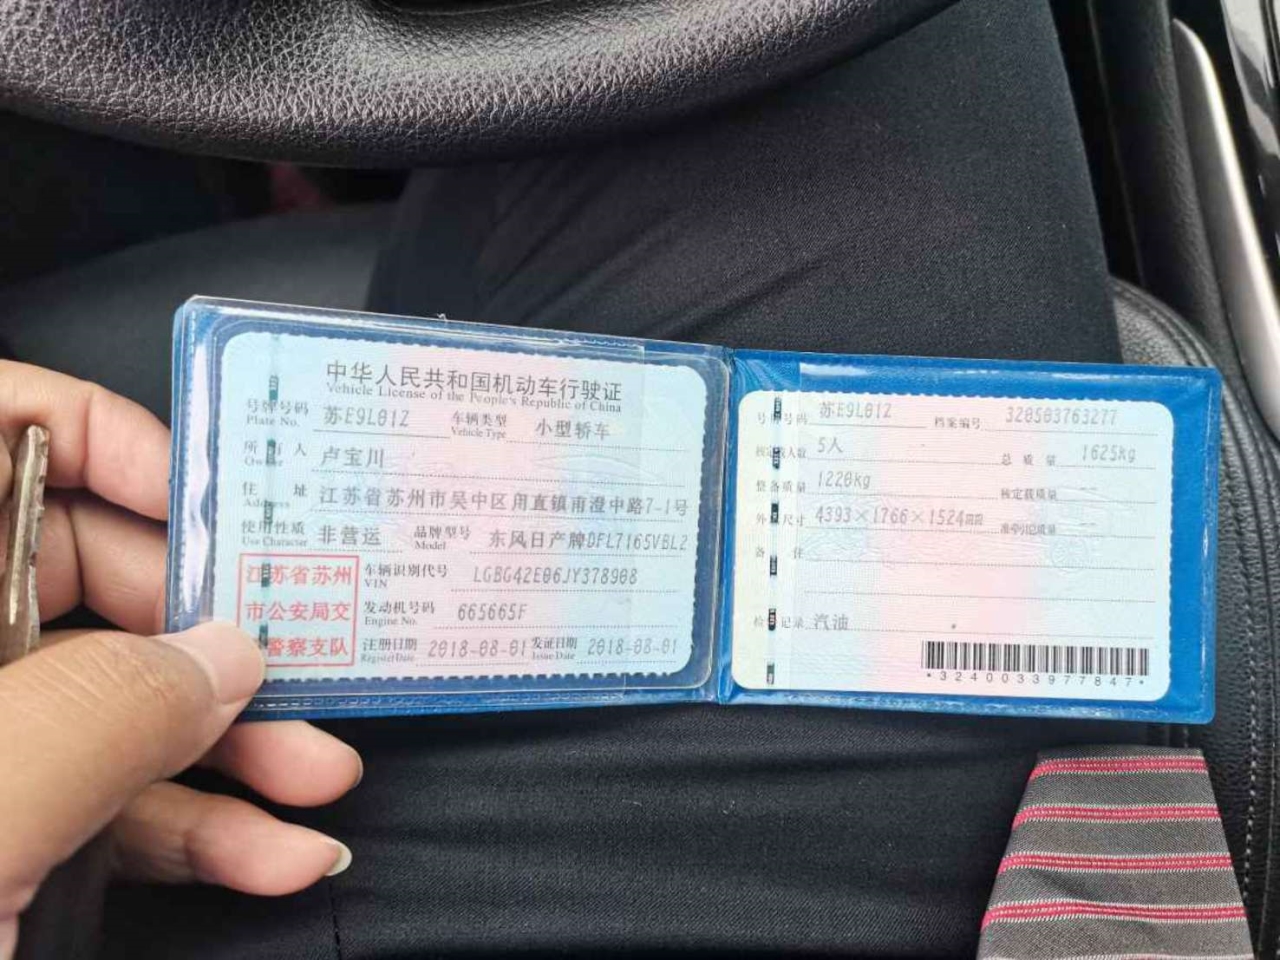 中华人民共和国机动车行驶证
Vehicle License of the People's Republic of China
号牌号码 苏E9L01Z 车辆类型 小型轿车
Plate No. Vehicle Type
所有人 卢宝川
Owner
住址 江苏省苏州市吴中区甪直镇甫澄中路7-1号
Address
使用性质 非营运 品牌型号 东风日产牌DFL7165VBL2
Use Character Model
江苏省苏州
市公安局交
警察支队
车辆识别代号 LGBG42E06JY378908
VIN
发动机号码 665665F
Engine No.
注册日期 2018-08-01 发证日期 2018-08-01
Register Date Issue Date
号牌号码 苏E9L01Z 档案编号 320503763277
核定载人数 5人 总质量 1625kg
整备质量 1220kg 核定载质量 --
外廓尺寸 4393×1766×1524mm 准牵引总质量 --
备注
检验记录 汽油
*3240033977847*